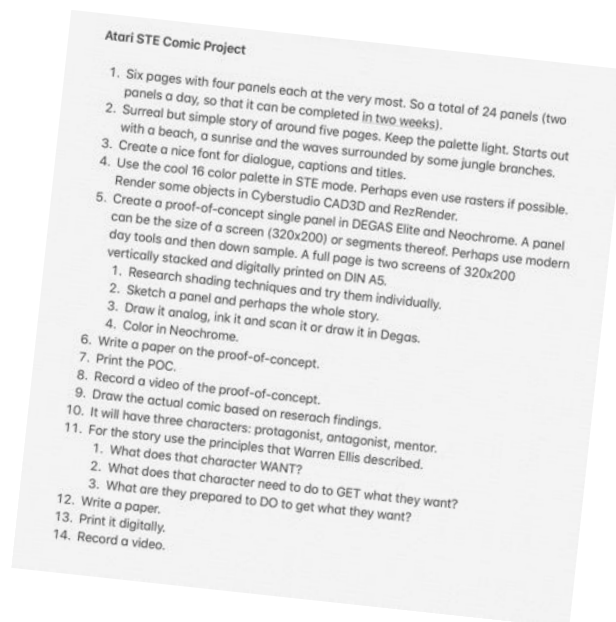 Atari STE Comic Project
1. Six pages with four panels each at the very most. So a total of 24 panels (two
panels a day, so that it can be completed in two weeks).
2. Surreal but simple story of around five pages. Keep the palette light. Starts out
with a beach, a sunrise and the waves surrounded by some jungle branches.
3. Create a nice font for dialogue, captions and titles.
4. Use the cool 16 color palette in STE mode. Perhaps even use rasters if possible.
Render some objects in Cyberstudio CAD3D and RezRender.
5. Create a proof-of-concept single panel in DEGAS Elite and Neochrome. A panel
can be the size of a screen (320x200) or segments thereof. Perhaps use modern
day tools and then down sample. A full page is two screens of 320x200
vertically stacked and digitally printed on DIN A5.
1. Research shading techniques and try them individually.
2. Sketch a panel and perhaps the whole story.
3. Draw it analog, ink it and scan it or draw it in Degas.
4. Color in Neochrome.
6. Write a paper on the proof-of-concept.
7. Print the POC.
8. Record a video of the proof-of-concept.
9. Draw the actual comic based on reserach findings.
10. It will have three characters: protagonist, antagonist, mentor.
11. For the story use the principles that Warren Ellis described.
1. What does that character WANT?
2. What does that character need to do to GET what they want?
3. What are they prepared to DO to get what they want?
12. Write a paper.
13. Print it digitally.
14. Record a video.